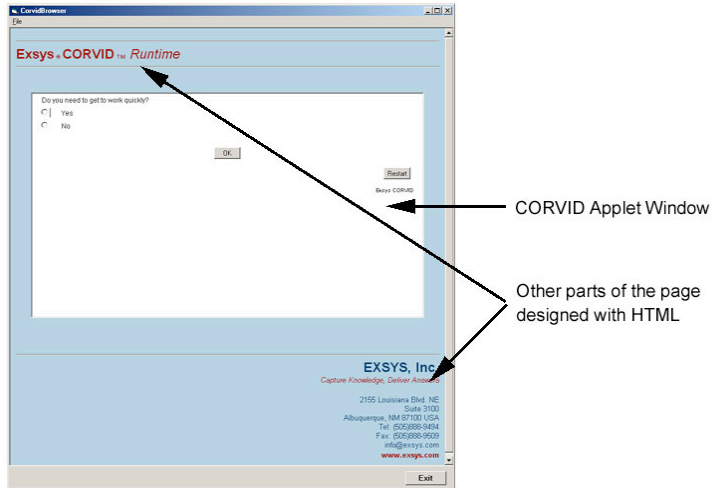 CorvidBrowser
File
Exsys ® CORVID TM Runtime
Do you need to get to work quickly?
Yes
No
OK
Restart
Exsys CORVID
CORVID Applet Window
Other parts of the page
designed with HTML
EXSYS, Inc.
Capture Knowledge, Deliver Answers
2155 Louisiana Blvd. NE
Suite 3100
Albuquerque, NM 87100 USA
Tel: (505)888-9494
Fax: (505)888-9509
info@exsys.com
www.exsys.com
Exit